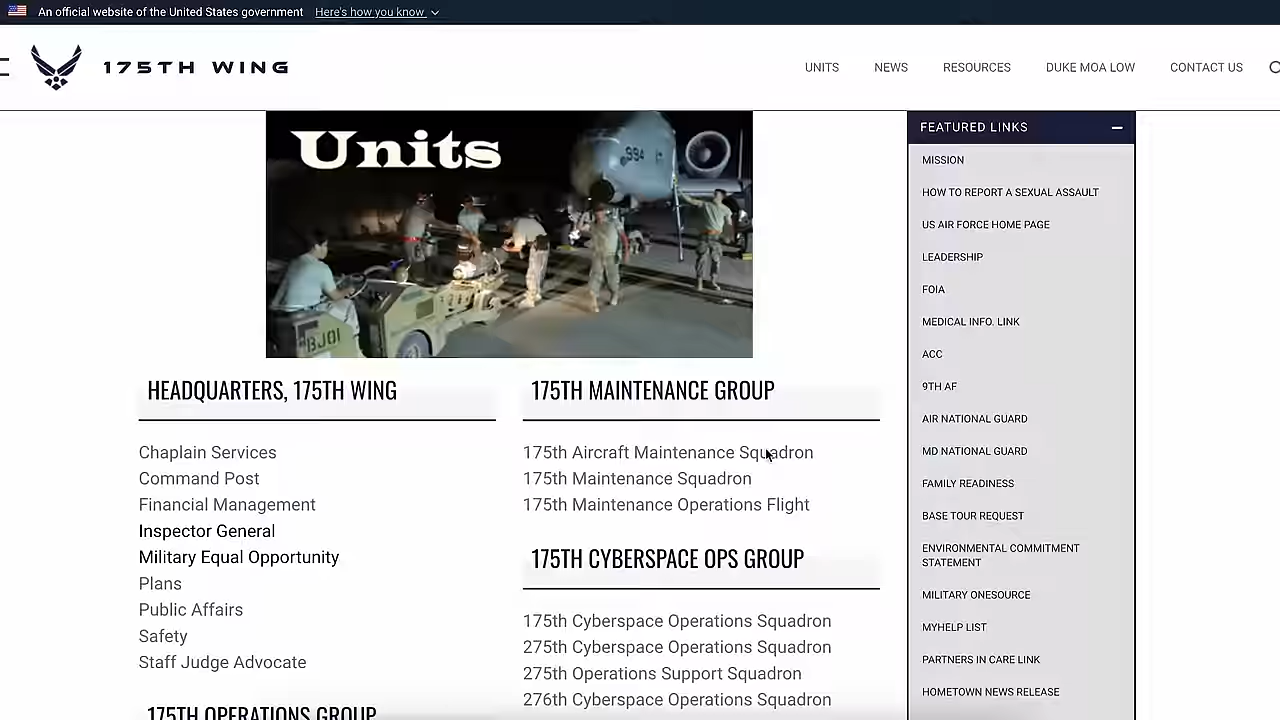 An official website of the United States government Here's how you know
175TH WING
UNITS NEWS RESOURCES DUKE MOA LOW CONTACT US
Units
994
BJ01
HEADQUARTERS, 175TH WING
Chaplain Services
Command Post
Financial Management
Inspector General
Military Equal Opportunity
Plans
Public Affairs
Safety
Staff Judge Advocate
175TH OPERATIONS GROUP
175TH MAINTENANCE GROUP
175th Aircraft Maintenance Squadron
175th Maintenance Squadron
175th Maintenance Operations Flight
175TH CYBERSPACE OPS GROUP
175th Cyberspace Operations Squadron
275th Cyberspace Operations Squadron
275th Operations Support Squadron
276th Cyberspace Operations Squadron
FEATURED LINKS
MISSION
HOW TO REPORT A SEXUAL ASSAULT
US AIR FORCE HOME PAGE
LEADERSHIP
FOIA
MEDICAL INFO. LINK
ACC
9TH AF
AIR NATIONAL GUARD
MD NATIONAL GUARD
FAMILY READINESS
BASE TOUR REQUEST
ENVIRONMENTAL COMMITMENT
STATEMENT
MILITARY ONESOURCE
MYHELP LIST
PARTNERS IN CARE LINK
HOMETOWN NEWS RELEASE